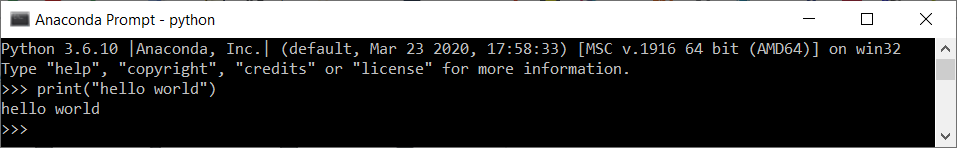 Anaconda Prompt - python
Python 3.6.10 |Anaconda, Inc.| (default, Mar 23 2020, 17:58:33) [MSC v.1916 64 bit (AMD64)] on win32
Type "help", "copyright", "credits" or "license" for more information.
>>> print("hello world")
hello world
>>>